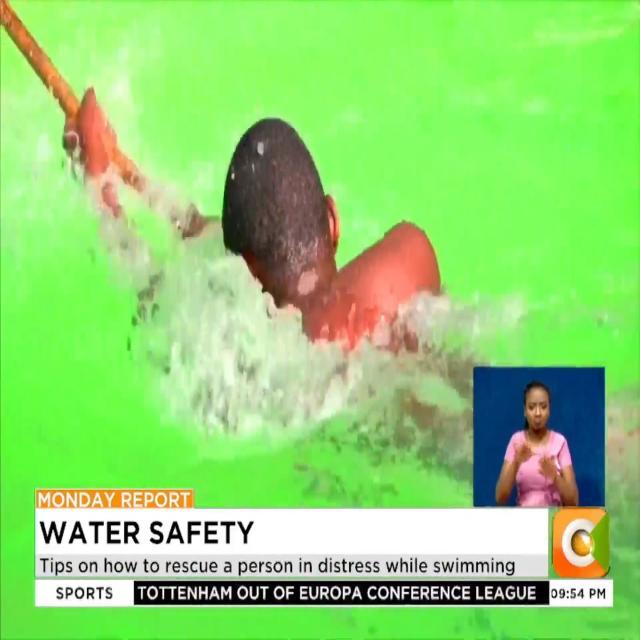 MONDAY REPORT
WATER SAFETY
Tips on how to rescue a person in distress while swimming
SPORTS TOTTENHAM OUT OF EUROPA CONFERENCE LEAGUE 09:54 PM